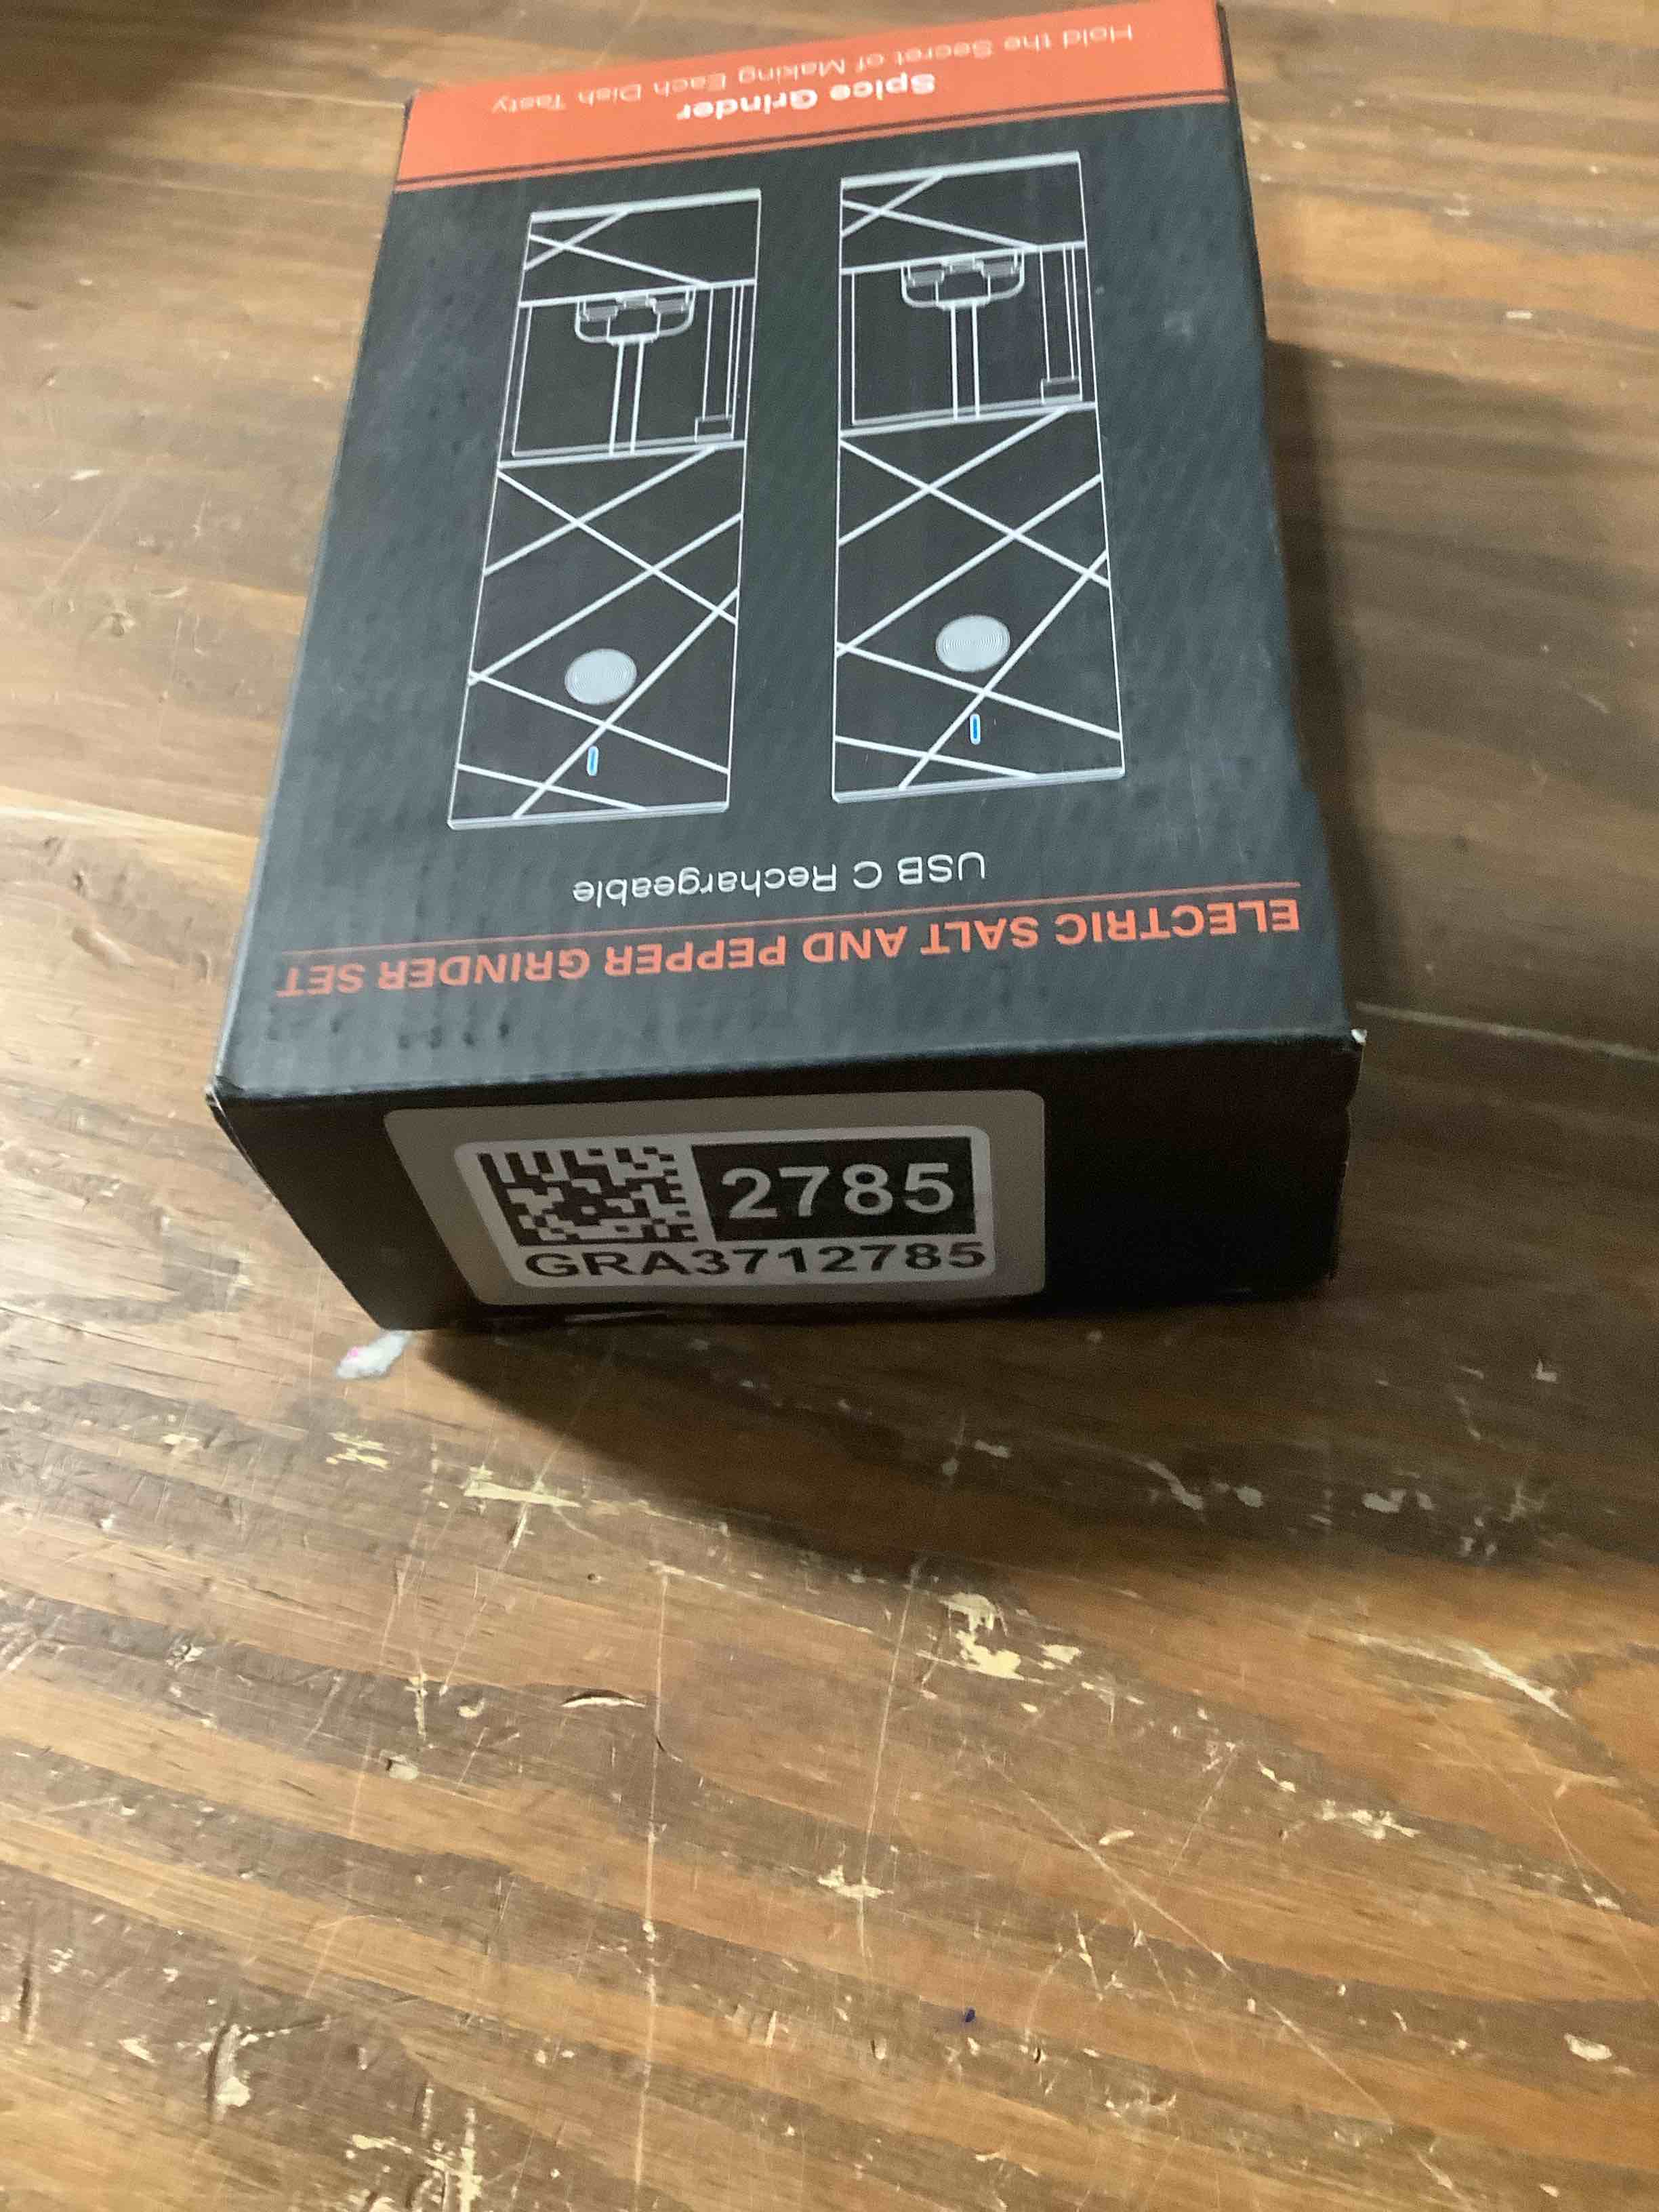 ELECTRIC SALT AND PEPPER GRINDER SET
USB C Rechargeable
Spice Grinder
Hold the Secret of Making Each Dish Tasty
2785
GRA3712785